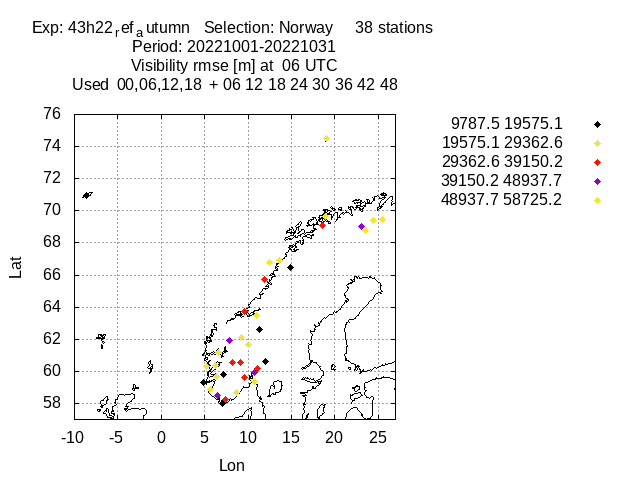 Exp: 43h22refautumn Selection: Norway 38 stations
Period: 20221001-20221031
Visibility rmse [m] at 06 UTC
Used 00,06,12,18 + 06 12 18 24 30 36 42 48
9787.5 19575.1
19575.1 29362.6
29362.6 39150.2
39150.2 48937.7
48937.7 58725.2
76
74
72
70
68
66
64
62
60
58
Lat
-10 -5 0 5 10 15 20 25
Lon